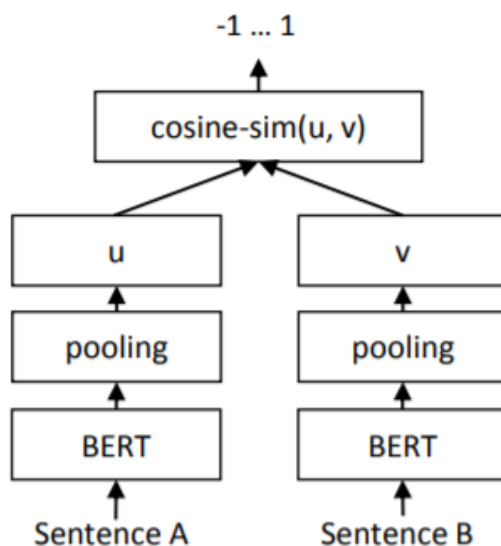 -1 ... 1
cosine-sim(u, v)
u v
pooling pooling
BERT BERT
Sentence A Sentence B